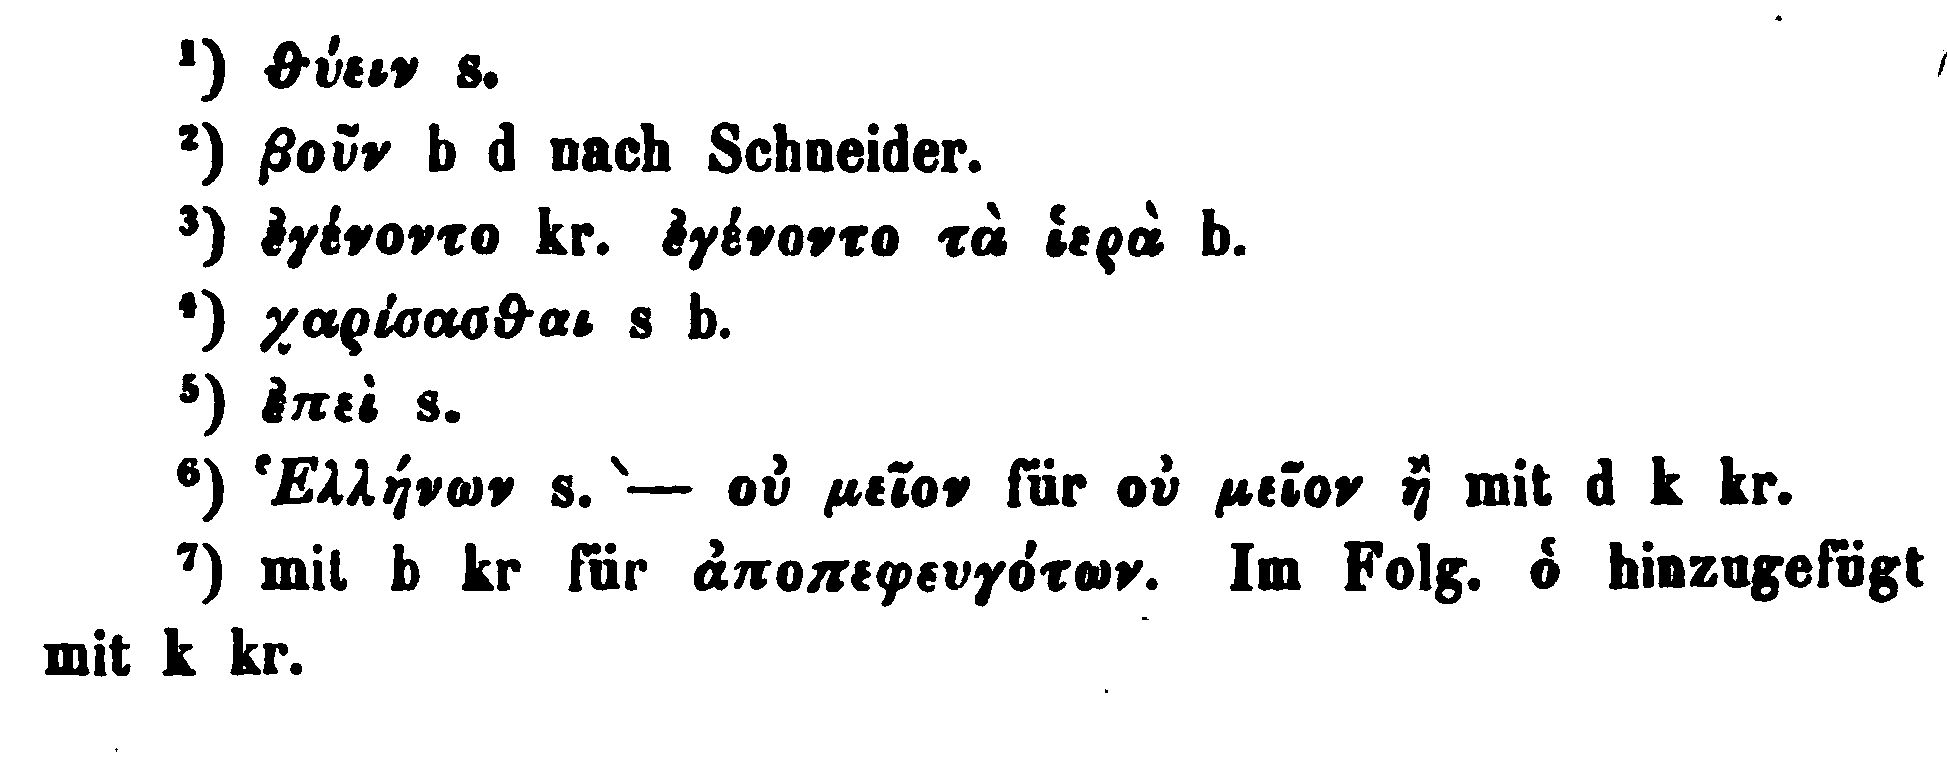 ¹) θύειν s.
²) βοῦν b d nach Schneider.
³) ἐγένοντο kr. ἐγένοντο τὰ ἱερὰ b.
⁴) χαρίσασθαι s b.
⁵) ἐπεὶ s.
⁶) Ἑλλήνων s. — οὐ μεῖον für οὐ μεῖον ἢ mit d k kr.
⁷) mit b kr für ἀποπεφευγότων. Im Folg. ὁ hinzugefügt
mit k kr.